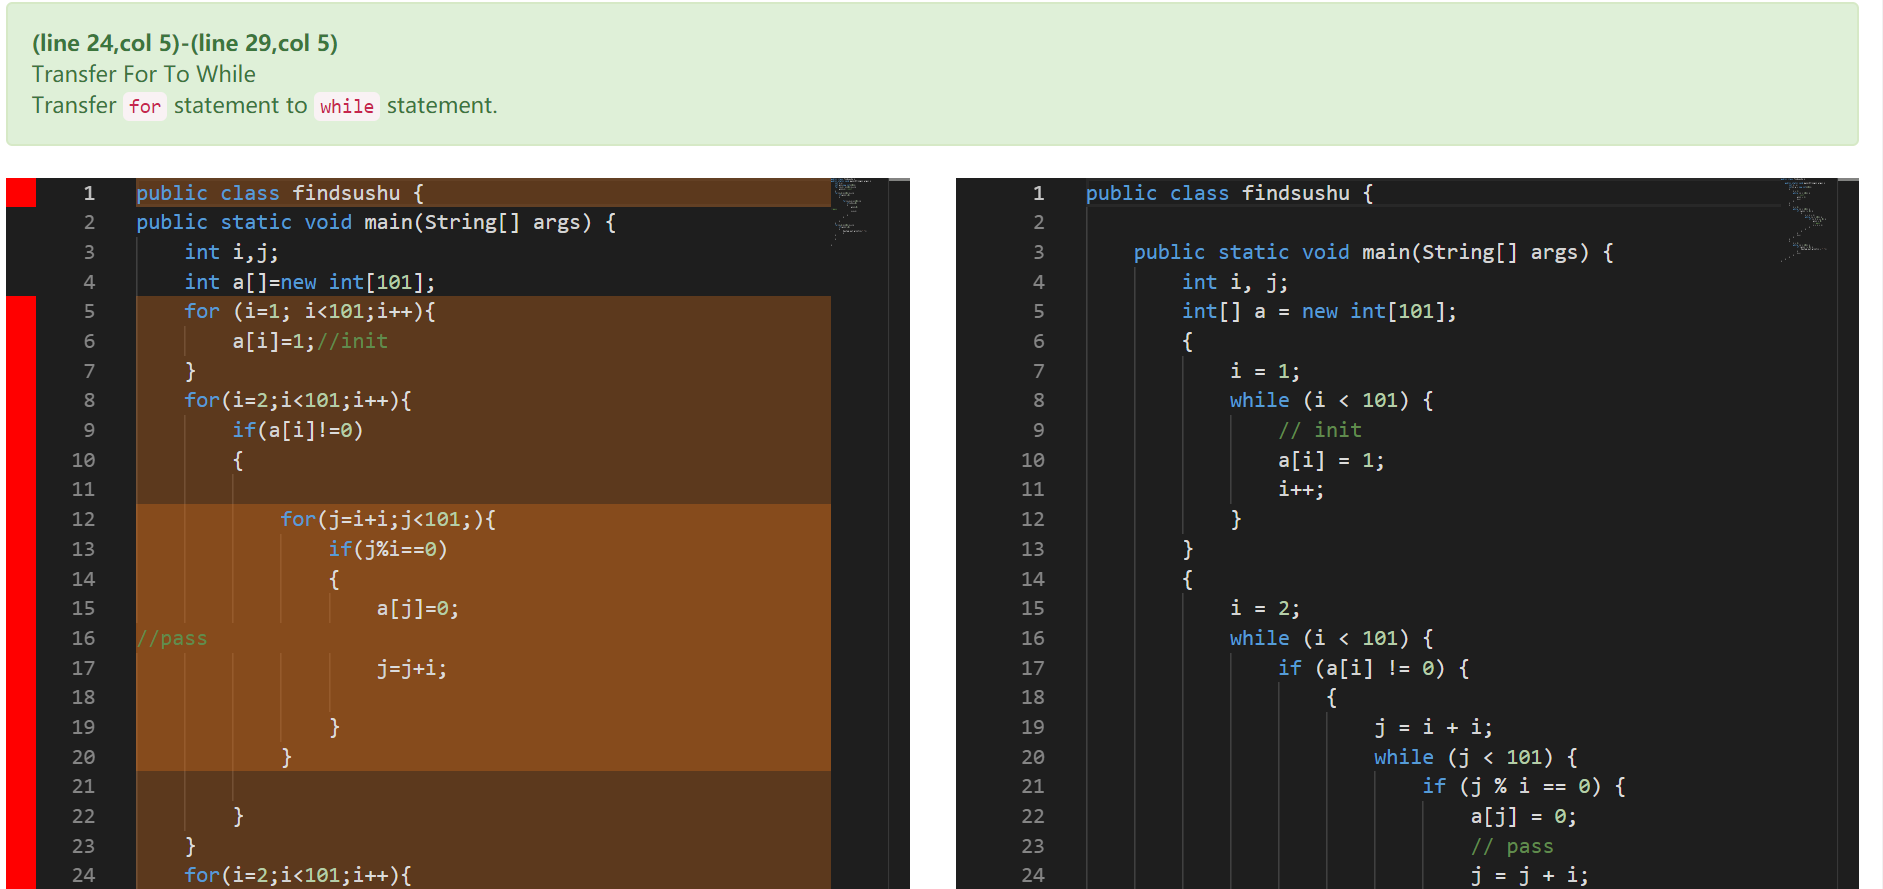 (line 24,col 5)-(line 29,col 5)
Transfer For To While
Transfer for statement to while statement.
1 public class findsushu {
2 public static void main(String[] args) {
3 int i,j;
4 int a[]=new int[101];
5 for (i=1; i<101;i++){
6 a[i]=1;//init
7 }
8 for(i=2;i<101;i++){
9 if(a[i]!=0)
10 {
11
12 for(j=i+i;j<101;){
13 if(j%i==0)
14 {
15 a[j]=0;
16 //pass
17 j=j+i;
18
19 }
20 }
21
22 }
23 }
24 for(i=2;i<101;i++){
1 public class findsushu {
2
3 public static void main(String[] args) {
4 int i, j;
5 int[] a = new int[101];
6 {
7 i = 1;
8 while (i < 101) {
9 // init
10 a[i] = 1;
11 i++;
12 }
13 }
14 {
15 i = 2;
16 while (i < 101) {
17 if (a[i] != 0) {
18 {
19 j = i + i;
20 while (j < 101) {
21 if (j % i == 0) {
22 a[j] = 0;
23 // pass
24 j = j + i;